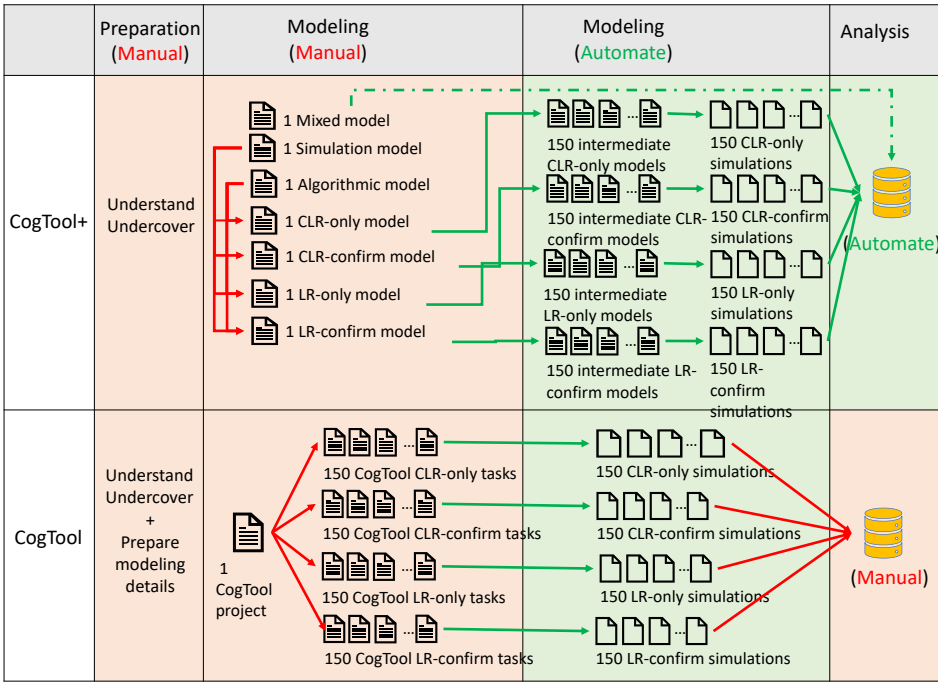 Preparation
(Manual)
Modeling
(Manual)
Modeling
(Automate)
Analysis
CogTool+
Understand
Undercover
1 Mixed model
1 Simulation model
1 Algorithmic model
1 CLR-only model
1 CLR-confirm model
1 LR-only model
1 LR-confirm model
...
150 intermediate
CLR-only models
...
150 CLR-only
simulations
...
150 intermediate CLR-
confirm models
...
150 CLR-confirm
simulations
...
150 intermediate
LR-only models
...
150 LR-only
simulations
...
150 intermediate LR-
confirm models
...
150 LR-
confirm
simulations
(Automate)
CogTool
Understand
Undercover
+
Prepare
modeling
details
1
CogTool
project
...
150 CogTool CLR-only tasks
...
150 CLR-only simulations
...
150 CogTool CLR-confirm tasks
...
150 CLR-confirm simulations
...
150 CogTool LR-only tasks
...
150 LR-only simulations
...
150 CogTool LR-confirm tasks
...
150 LR-confirm simulations
(Manual)